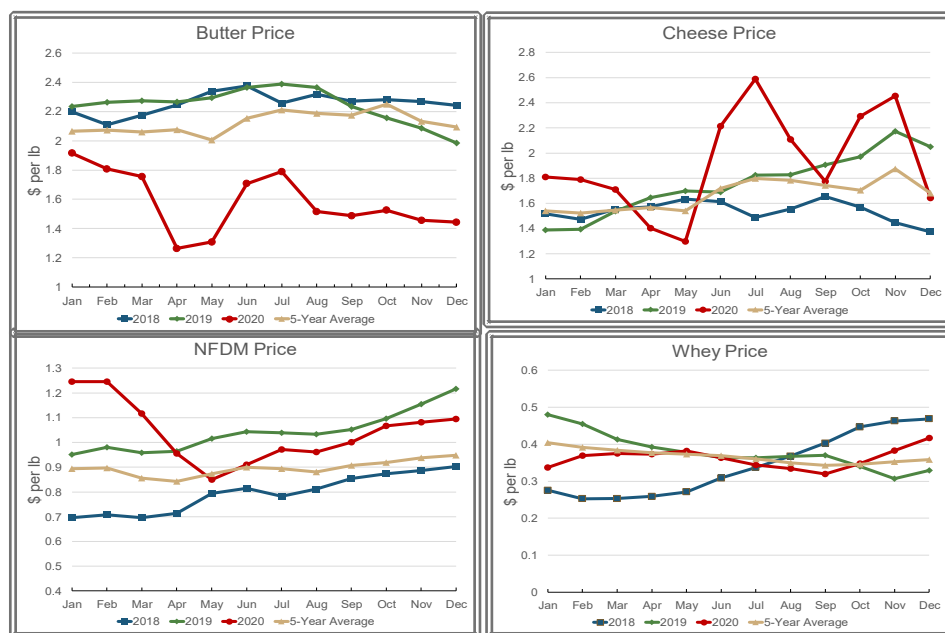 Butter Price
2.6
2.4
2.2
2
1.8
1.6
1.4
1.2
1
$ per lb
Jan Feb Mar Apr May Jun Jul Aug Sep Oct Nov Dec
2018 2019 2020 5-Year Average
Cheese Price
2.8
2.6
2.4
2.2
2
1.8
1.6
1.4
1.2
1
$ per lb
Jan Feb Mar Apr May Jun Jul Aug Sep Oct Nov Dec
2018 2019 2020 5-Year Average
NFDM Price
1.3
1.2
1.1
1
0.9
0.8
0.7
0.6
0.5
0.4
$ per lb
Jan Feb Mar Apr May Jun Jul Aug Sep Oct Nov Dec
2018 2019 2020 5-Year Average
Whey Price
0.6
0.5
0.4
0.3
0.2
0.1
0
$ per lb
Jan Feb Mar Apr May Jun Jul Aug Sep Oct Nov Dec
2018 2019 2020 5-Year Average